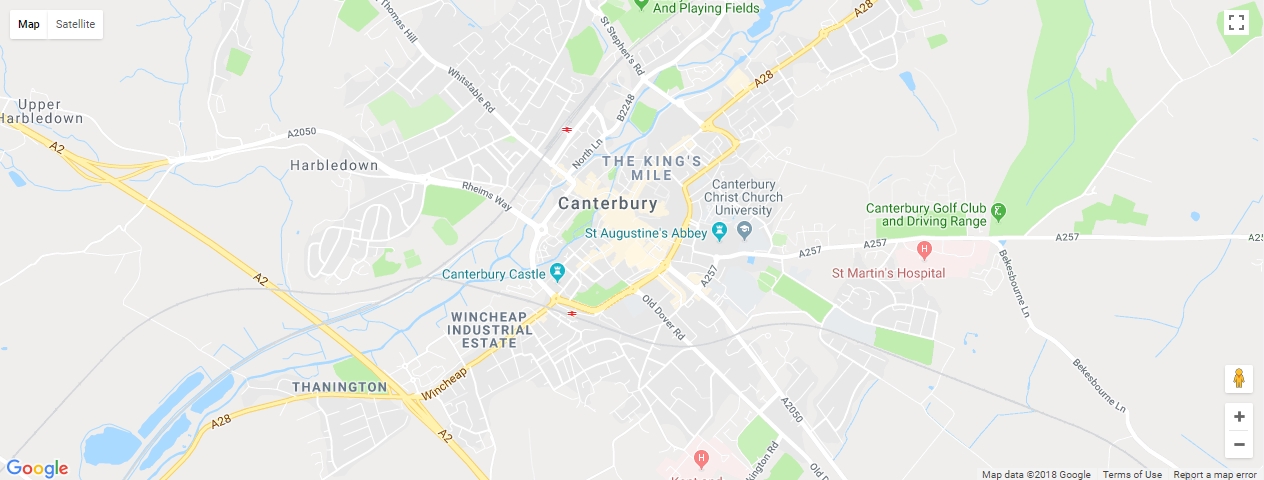 Map Satellite
And Playing Fields
A28
St Thomas Hill
St Stephen's Rd
Whitstable Rd
B2248
A28
Upper
Harbledown
A2050
A2
North Ln
THE KING'S
MILE
Harbledown
Rheims Way
Canterbury
Canterbury
Christ Church
University
Canterbury Golf Club
and Driving Range
St Augustine's Abbey
A257
A257
A257
A257
Canterbury Castle
A257
H
St Martin's Hospital
Bekesbourne Ln
A2
Old Dover Rd
WINCHEAP
INDUSTRIAL
ESTATE
THANINGTON
Wincheap
Bekesbourne Ln
A2050
A28
A2
H
Google
Map data ©2018 Google Terms of Use Report a map error